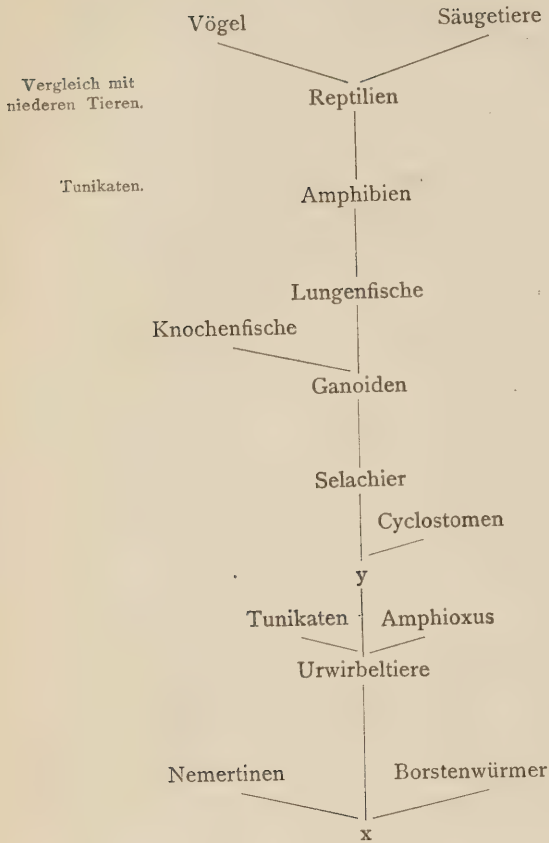 Vögel
Säugetiere
Vergleich mit
niederen Tieren.
Reptilien
Tunikaten.
Amphibien
Lungenfische
Knochenfische
Ganoiden
Selachier
Cyclostomen
y
Tunikaten Amphioxus
Urwirbeltiere
Nemertinen Borstenwürmer
x